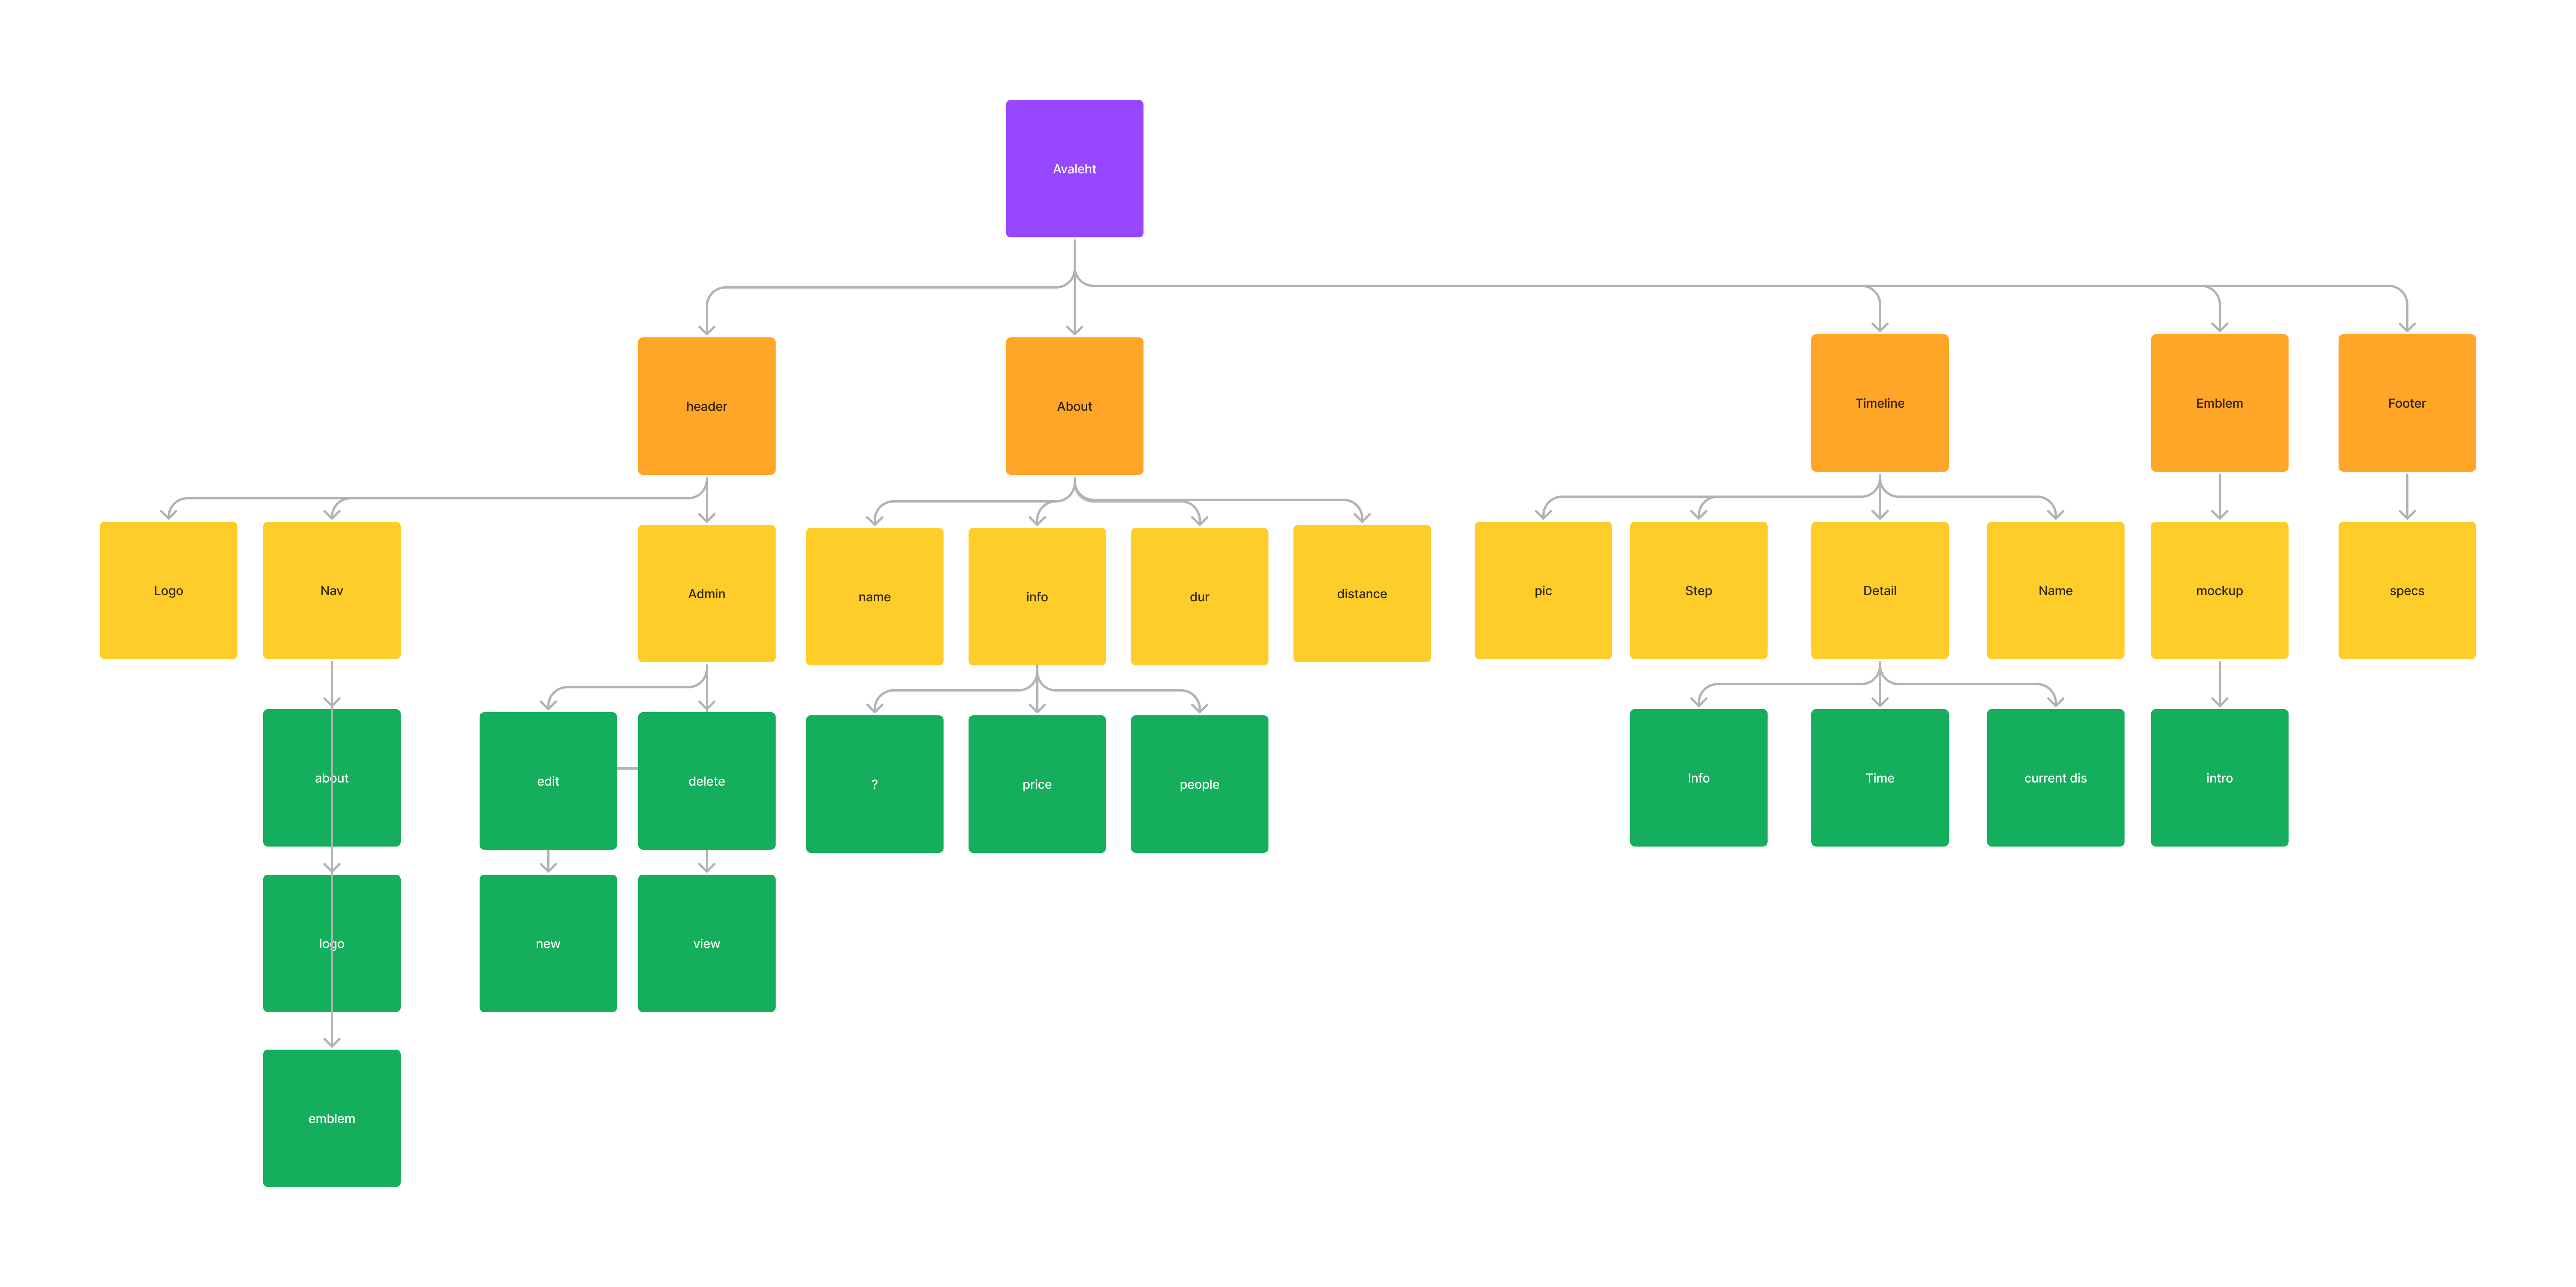 Avaleht
header
About
Timeline
Emblem
Footer
Logo
Nav
Admin
name
info
dur
distance
pic
Step
Detail
Name
mockup
specs
about
edit
delete
?
price
people
Info
Time
current dis
intro
logo
new
view
emblem